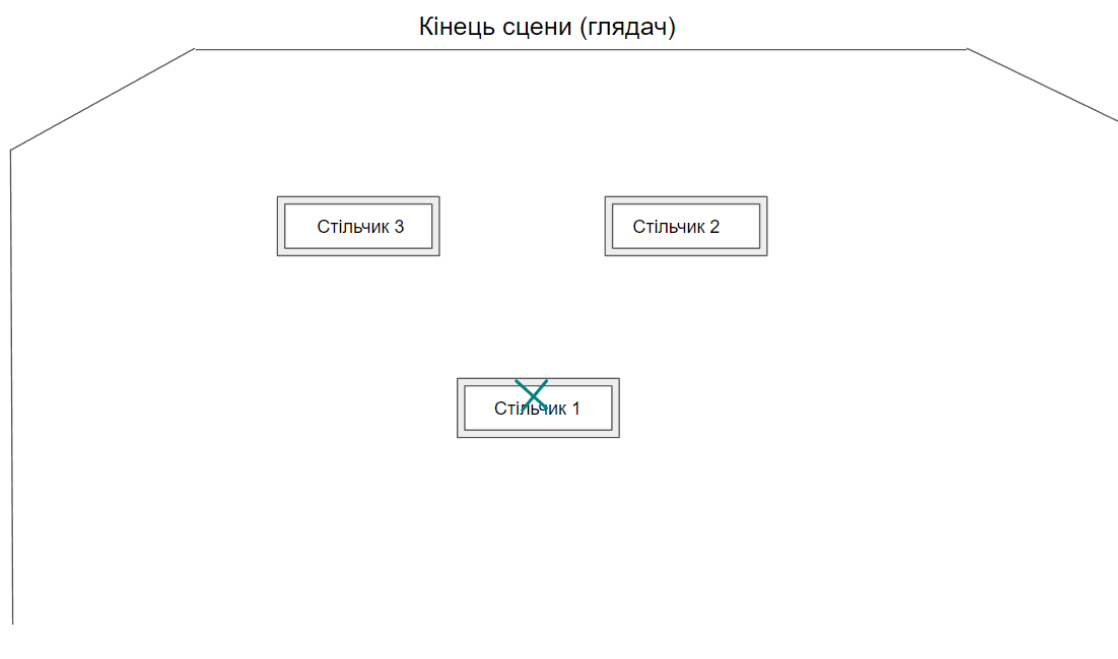 Кінець сцени (глядач)
Стільчик 3
Стільчик 2
Стільчик 1